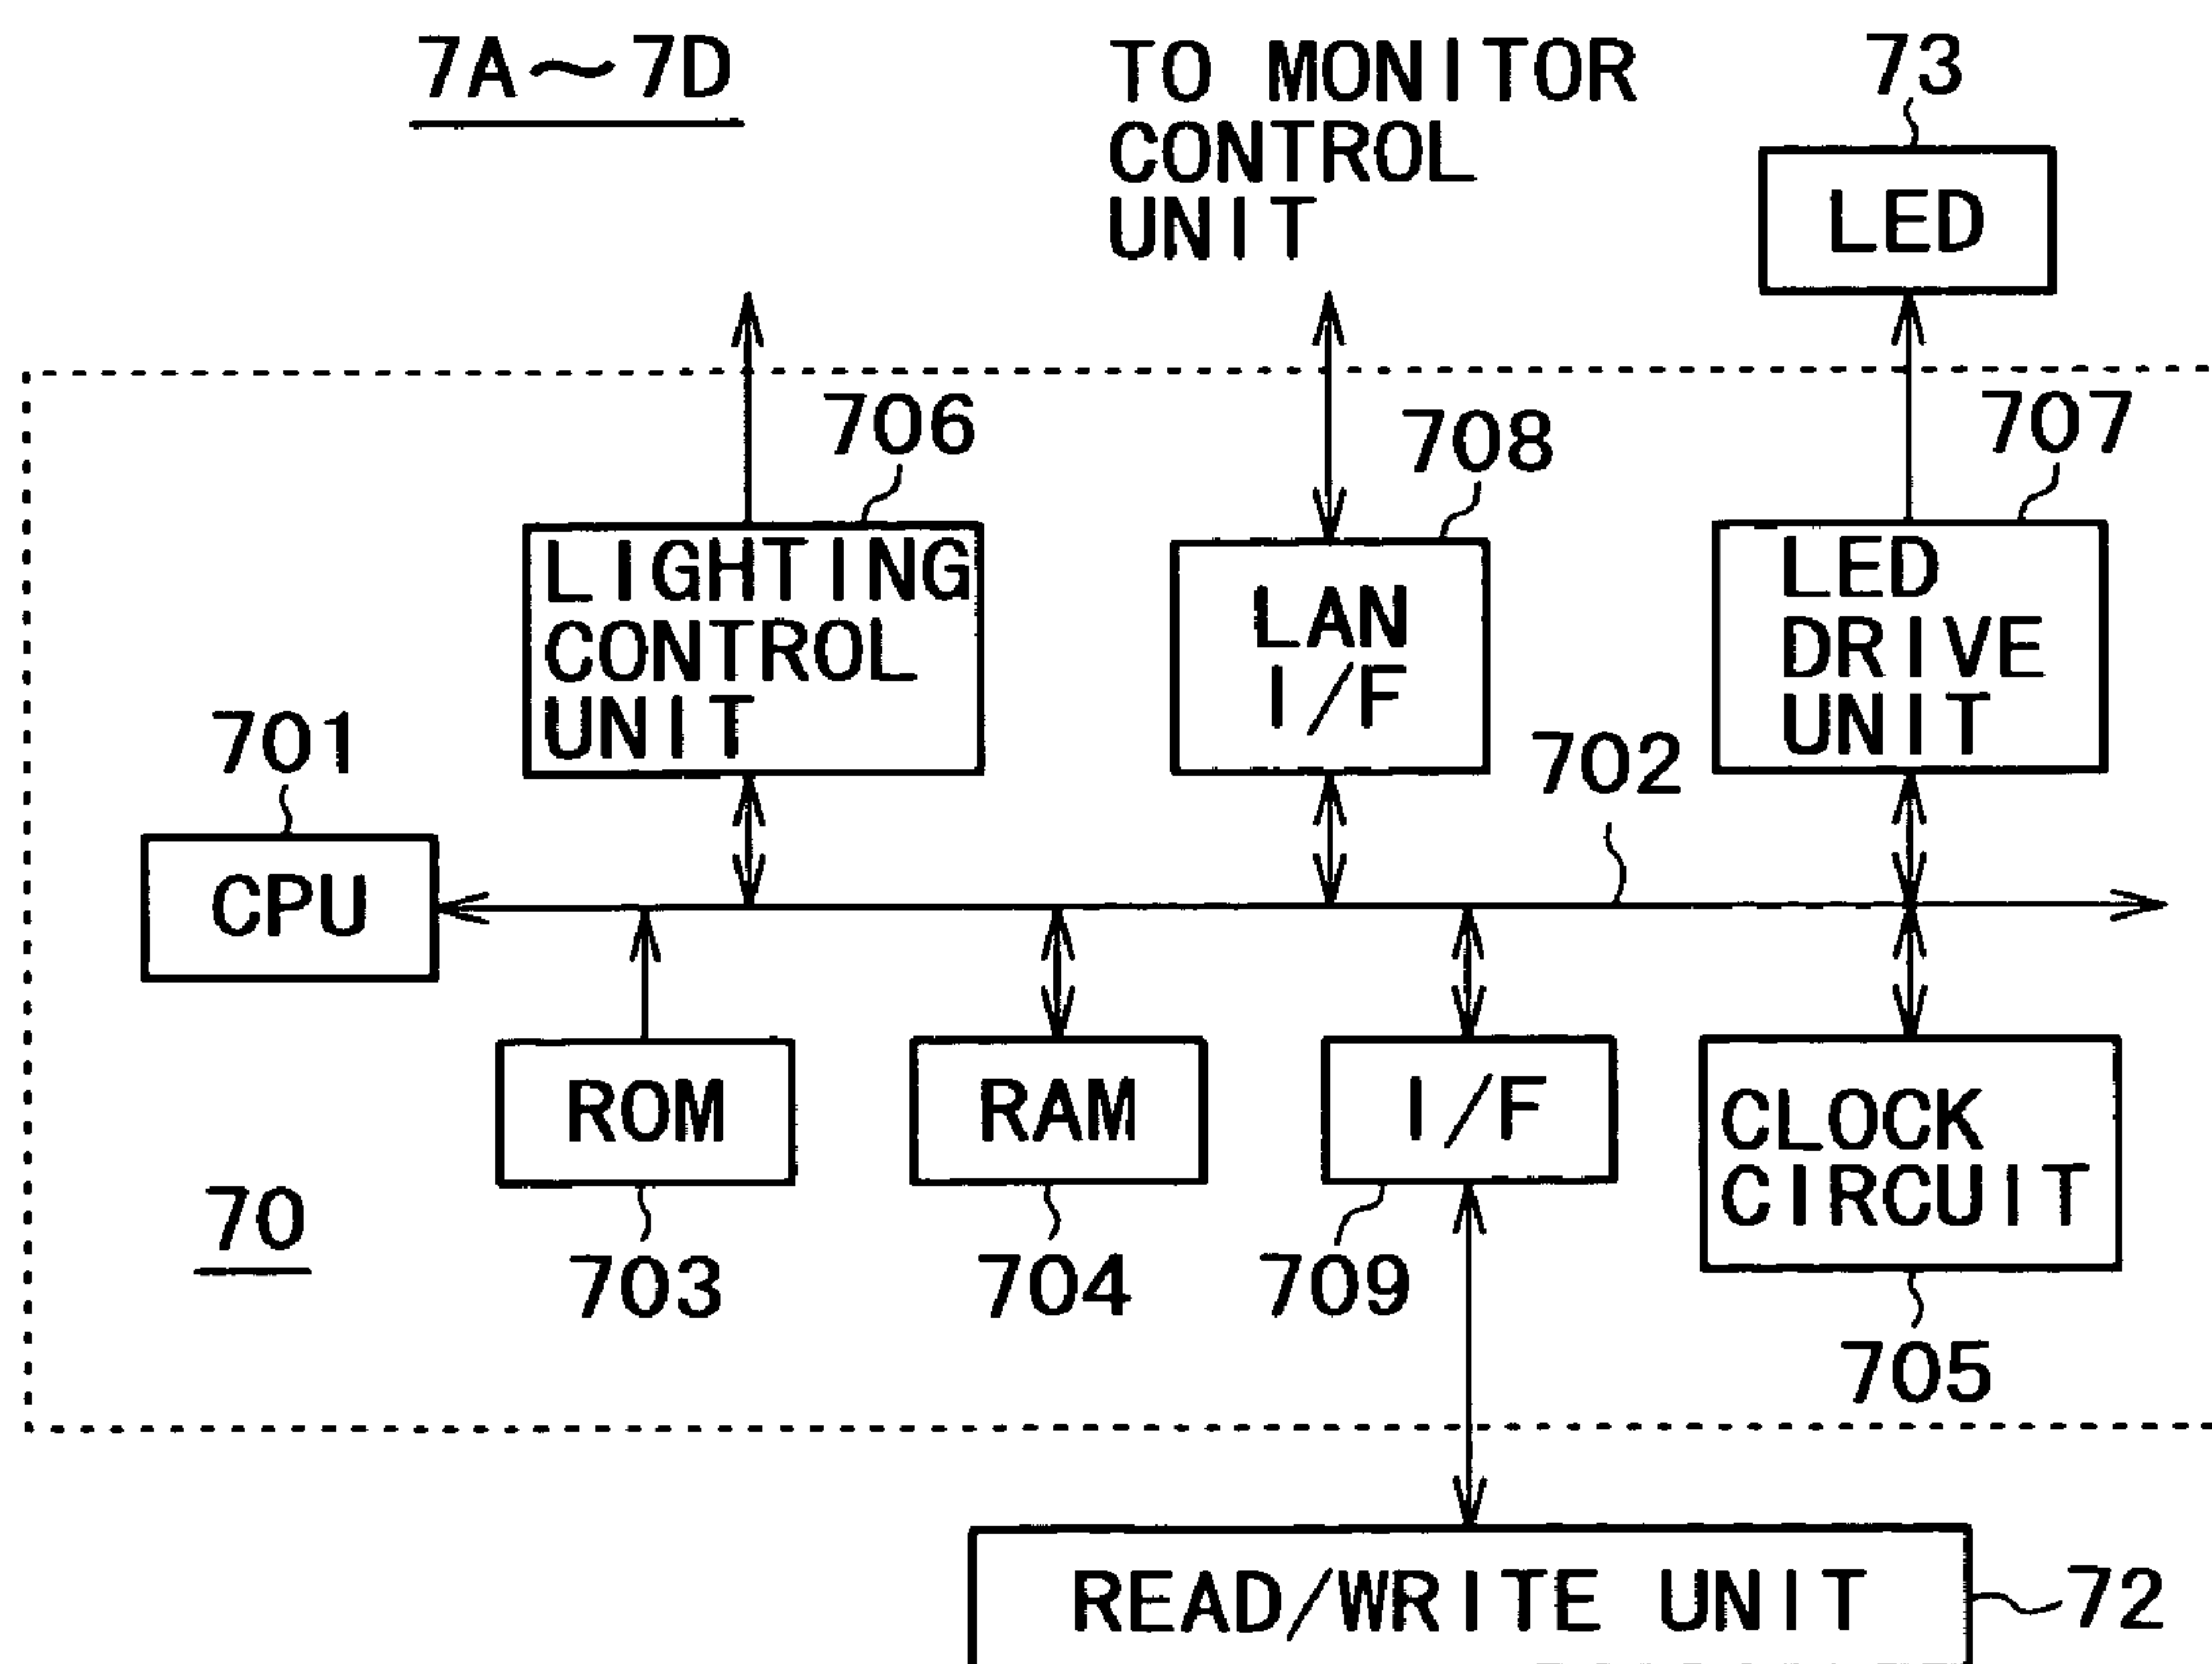 7A～7D
TO MONITOR
CONTROL
UNIT
73
LED
706
708
707
LIGHTING
CONTROL
UNIT
LAN
I/F
LED
DRIVE
UNIT
701
702
CPU
ROM
RAM
I/F
CLOCK
CIRCUIT
70
703
704
709
705
READ/WRITE UNIT
72